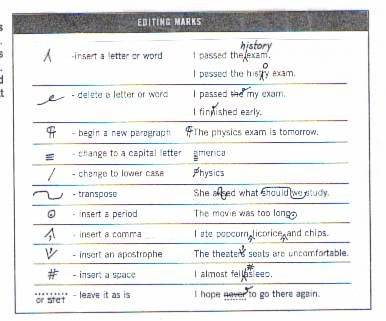 s
s
d
t
EDITING MARKS
history
-insert a letter or word I passed the exam.
o
I passed the histry exam.
- delete a letter or word I passed the my exam.
I finnished early.
¶ - begin a new paragraph ¶The physics exam is tomorrow.
- change to a capital letter america
/ - change to lower case Physics
- transpose She aksed what should we study.
- insert a period The movie was too long
- insert a comma I ate popcorn licorice and chips.
- insert an apostrophe The theaters seats are uncomfortable.
#
# - insert a space I almost fellasleep.
or STET - leave it as is I hope never to go there again.